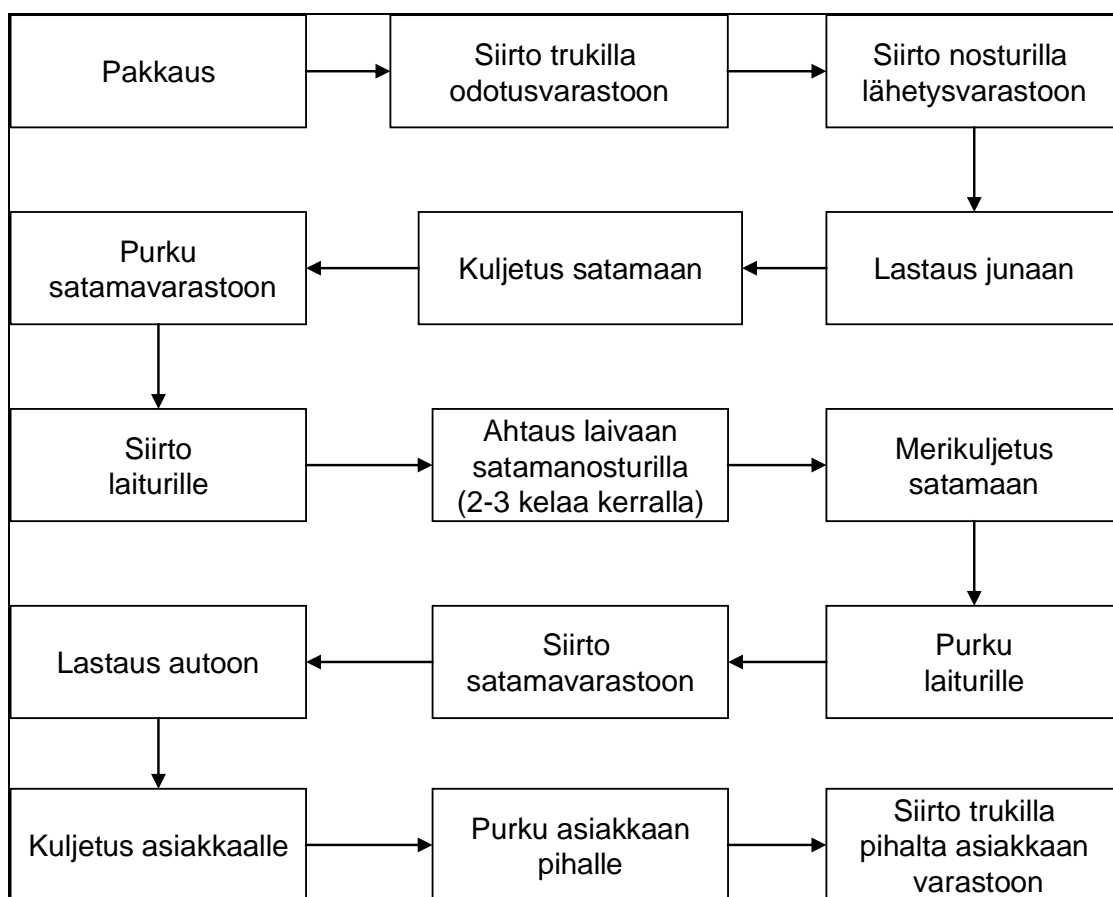 Pakkaus
Siirto trukilla
odotusvarastoon
Siirto nosturilla
lähetysvarastoon
Lastaus junaan
Kuljetus satamaan
Purku
satamavarastoon
Siirto
laiturille
Ahtaus laivaan
satamanosturilla
(2-3 kelaa kerralla)
Merikuljetus
satamaan
Purku
laiturille
Siirto
satamavarastoon
Lastaus autoon
Kuljetus asiakkaalle
Purku asiakkaan
pihalle
Siirto trukilla
pihalta asiakkaan
varastoon